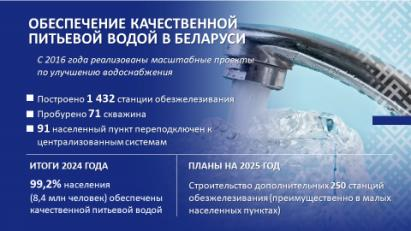 ОБЕСПЕЧЕНИЕ КАЧЕСТВЕННОЙ
ПИТЬЕВОЙ ВОДОЙ В БЕЛАРУСИ
С 2016 года реализованы масштабные проекты
по улучшению водоснабжения
Построено 1 432 станции обезжелезивания
Пробурено 71 скважина
91 населенный пункт переподключен к
централизованным системам
ИТОГИ 2024 ГОДА
99,2% населения
(8,4 млн человек) обеспечены
качественной питьевой водой
ПЛАНЫ НА 2025 ГОД
Строительство дополнительных 250 станций
обезжелезивания (преимущественно в малых
населенных пунктах)